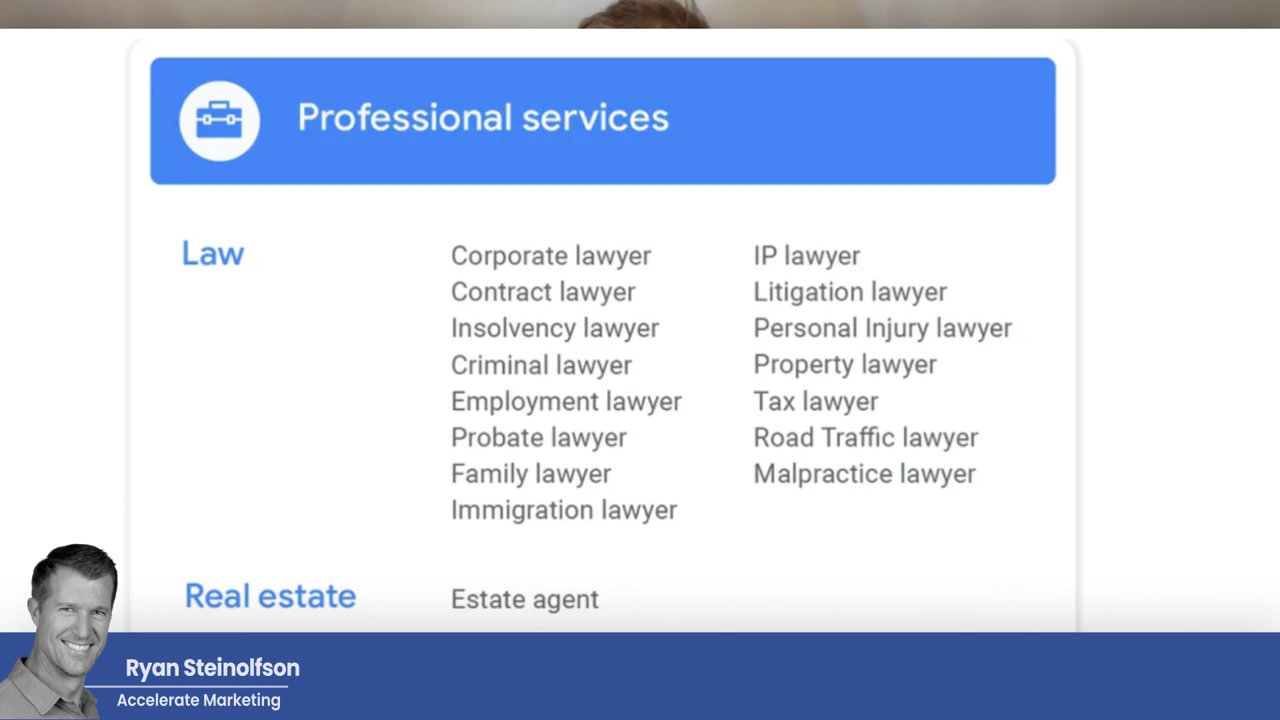 Professional services
Law
Corporate lawyer
Contract lawyer
Insolvency lawyer
Criminal lawyer
Employment lawyer
Probate lawyer
Family lawyer
Immigration lawyer
IP lawyer
Litigation lawyer
Personal Injury lawyer
Property lawyer
Tax lawyer
Road Traffic lawyer
Malpractice lawyer
Real estate
Estate agent
Ryan Steinolfson
Accelerate Marketing